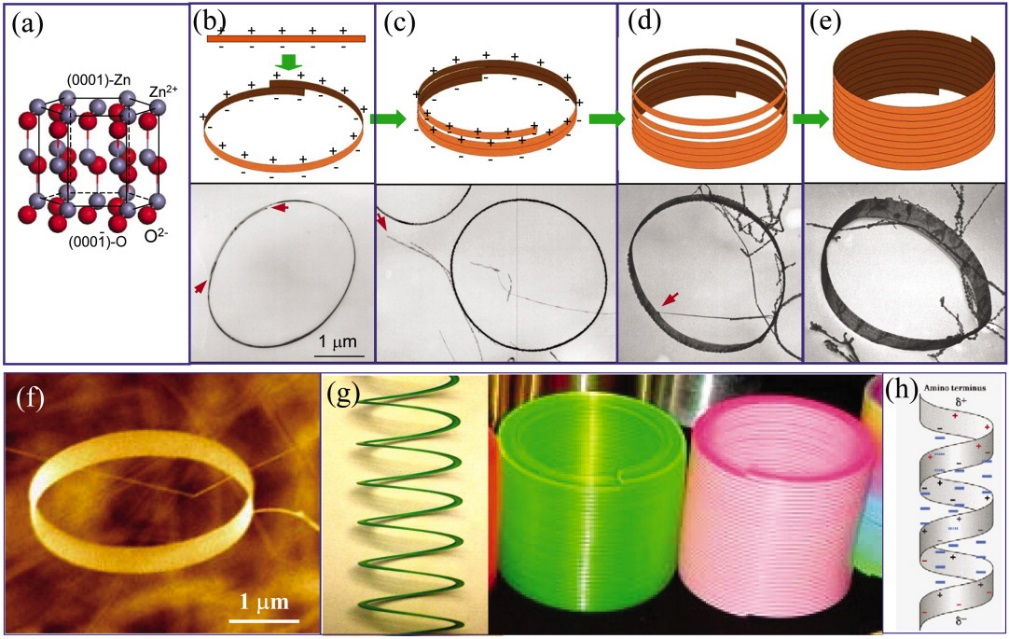 (a)
(0001)-Zn
Zn²⁺
(0001̄)-O
O²⁻
(b)
+ + + + +
- - - - -
1 μm
(c)
(d)
(e)
(f)
1 μm
(g)
(h)
Amino terminus
δ⁺
δ⁻